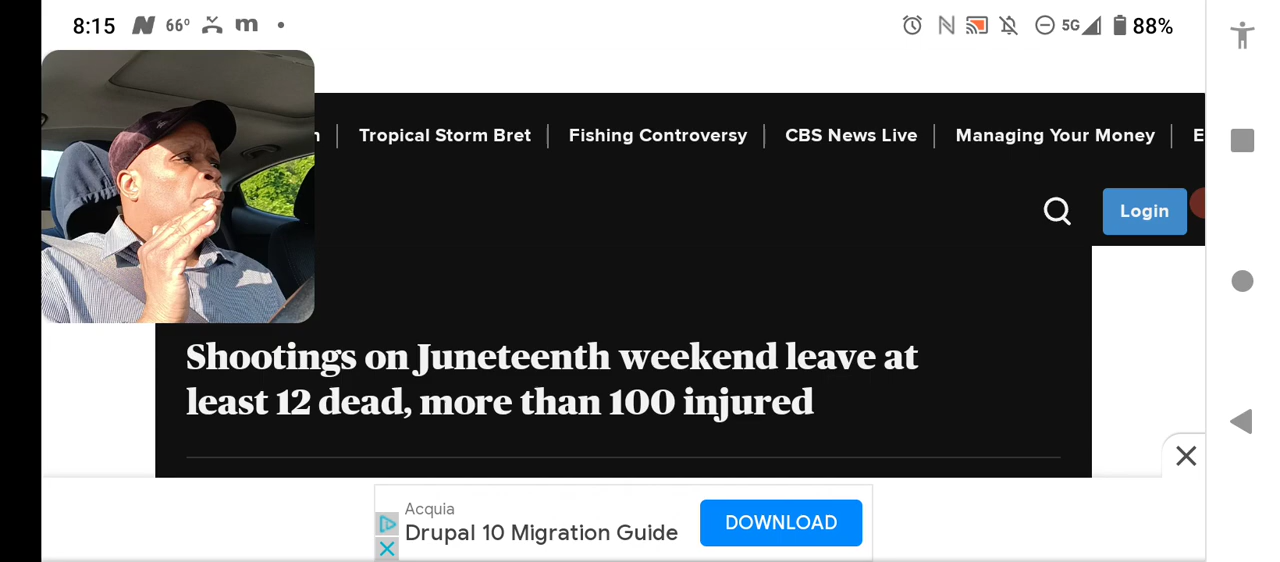 8:15 66° m 5G 88%
n Tropical Storm Bret Fishing Controversy CBS News Live Managing Your Money E
Login
Shootings on Juneteenth weekend leave at
least 12 dead, more than 100 injured
Acquia
Drupal 10 Migration Guide
DOWNLOAD